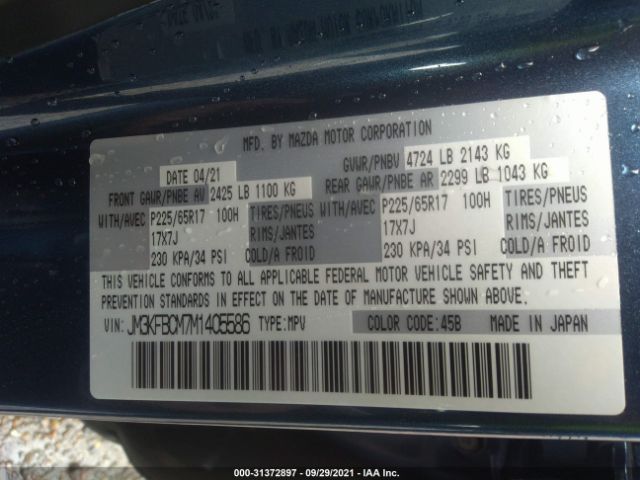 MFD. BY MAZDA MOTOR CORPORATION
DATE 04/21 GVWR/PNBV 4724 LB 2143 KG
FRONT GAWR/PNBE AV 2425 LB 1100 KG REAR GAWR/PNBE AR 2299 LB 1043 KG
WITH/AVEC P225/65R17 100H TIRES/PNEUS WITH/AVEC P225/65R17 100H TIRES/PNEUS
17X7J RIMS/JANTES 17X7J RIMS/JANTES
230 KPA/34 PSI COLD/A FROID 230 KPA/34 PSI COLD/A FROID
THIS VEHICLE CONFORMS TO ALL APPLICABLE FEDERAL MOTOR VEHICLE SAFETY AND THEFT
PREVENTION STANDARDS IN EFFECT ON THE DATE OF MANUFACTURE SHOWN ABOVE.
VIN: JM3KFBCM7M1405586 TYPE: MPV COLOR CODE: 45B MADE IN JAPAN
000-31372897 - 09/29/2021 - IAA Inc.